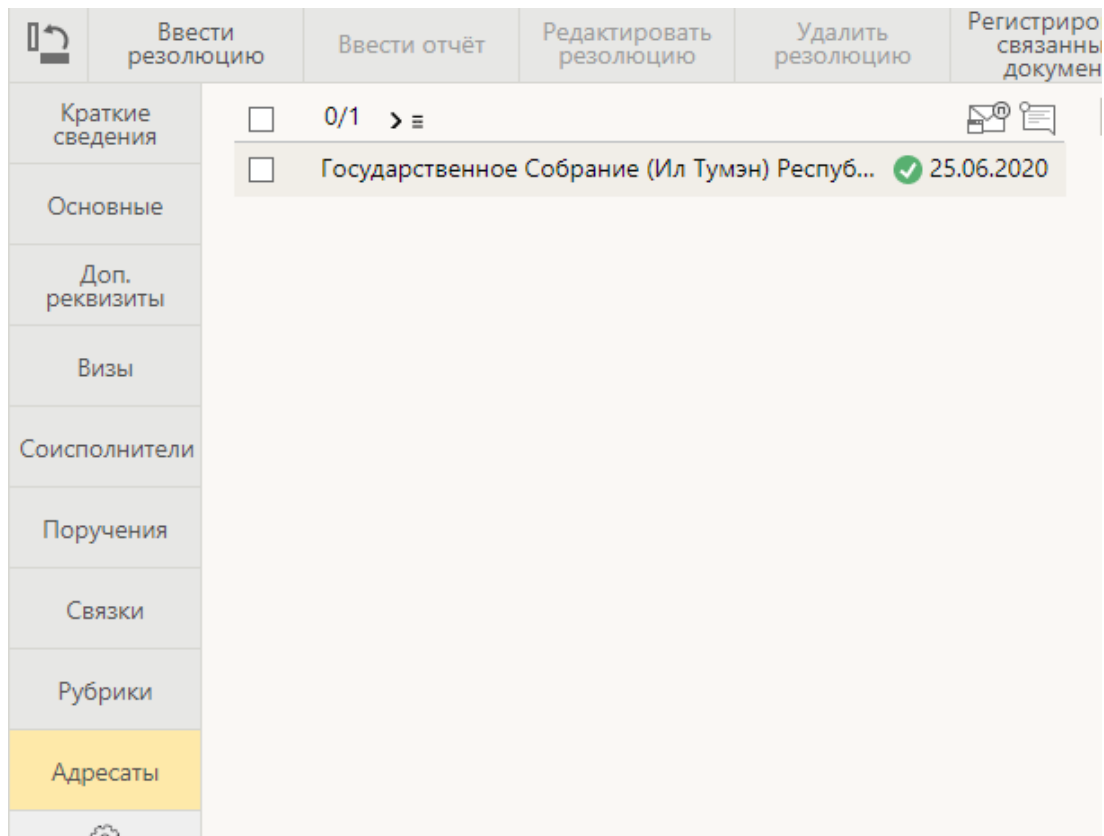 Ввести
резолюцию
Ввести отчёт
Редактировать
резолюцию
Удалить
резолюцию
Регистриро
связанны
докумен
Краткие
сведения
0/1
Государственное Собрание (Ил Тумэн) Респуб... 25.06.2020
Основные
Доп.
реквизиты
Визы
Соисполнители
Поручения
Связки
Рубрики
Адресаты